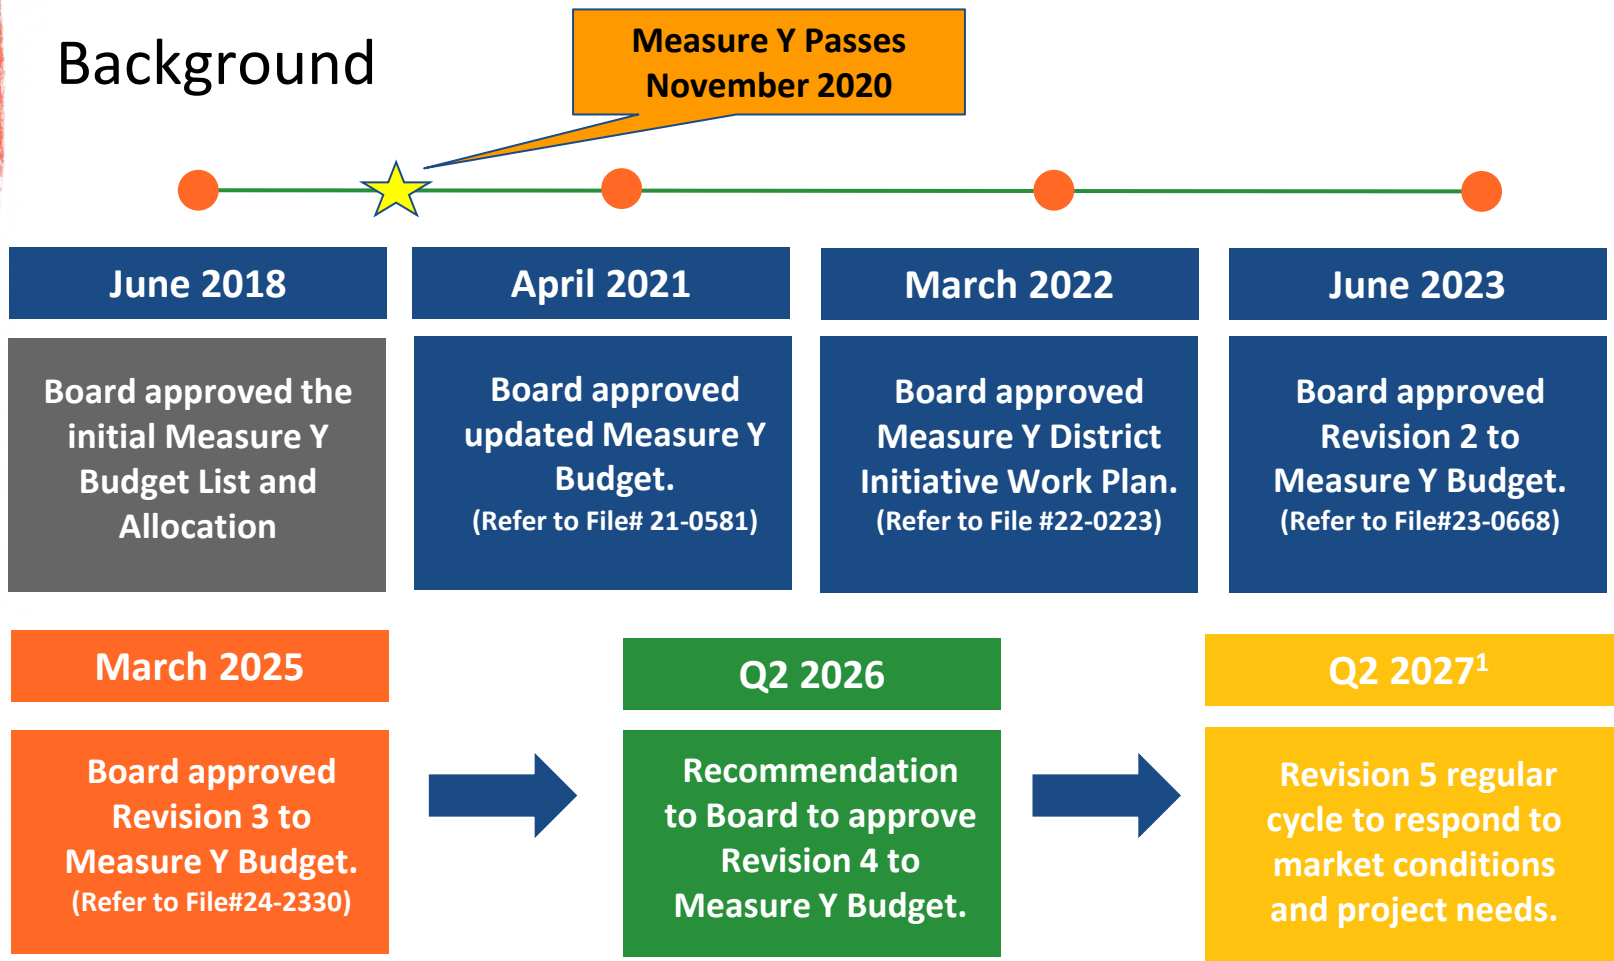 Background
Measure Y Passes
November 2020
June 2018
Board approved the
initial Measure Y
Budget List and
Allocation
April 2021
Board approved
updated Measure Y
Budget.
(Refer to File# 21-0581)
March 2022
Board approved
Measure Y District
Initiative Work Plan.
(Refer to File #22-0223)
June 2023
Board approved
Revision 2 to
Measure Y Budget.
(Refer to File#23-0668)
March 2025
Board approved
Revision 3 to
Measure Y Budget.
(Refer to File#24-2330)
Q2 2026
Recommendation
to Board to approve
Revision 4 to
Measure Y Budget.
Q2 2027¹
Revision 5 regular
cycle to respond to
market conditions
and project needs.